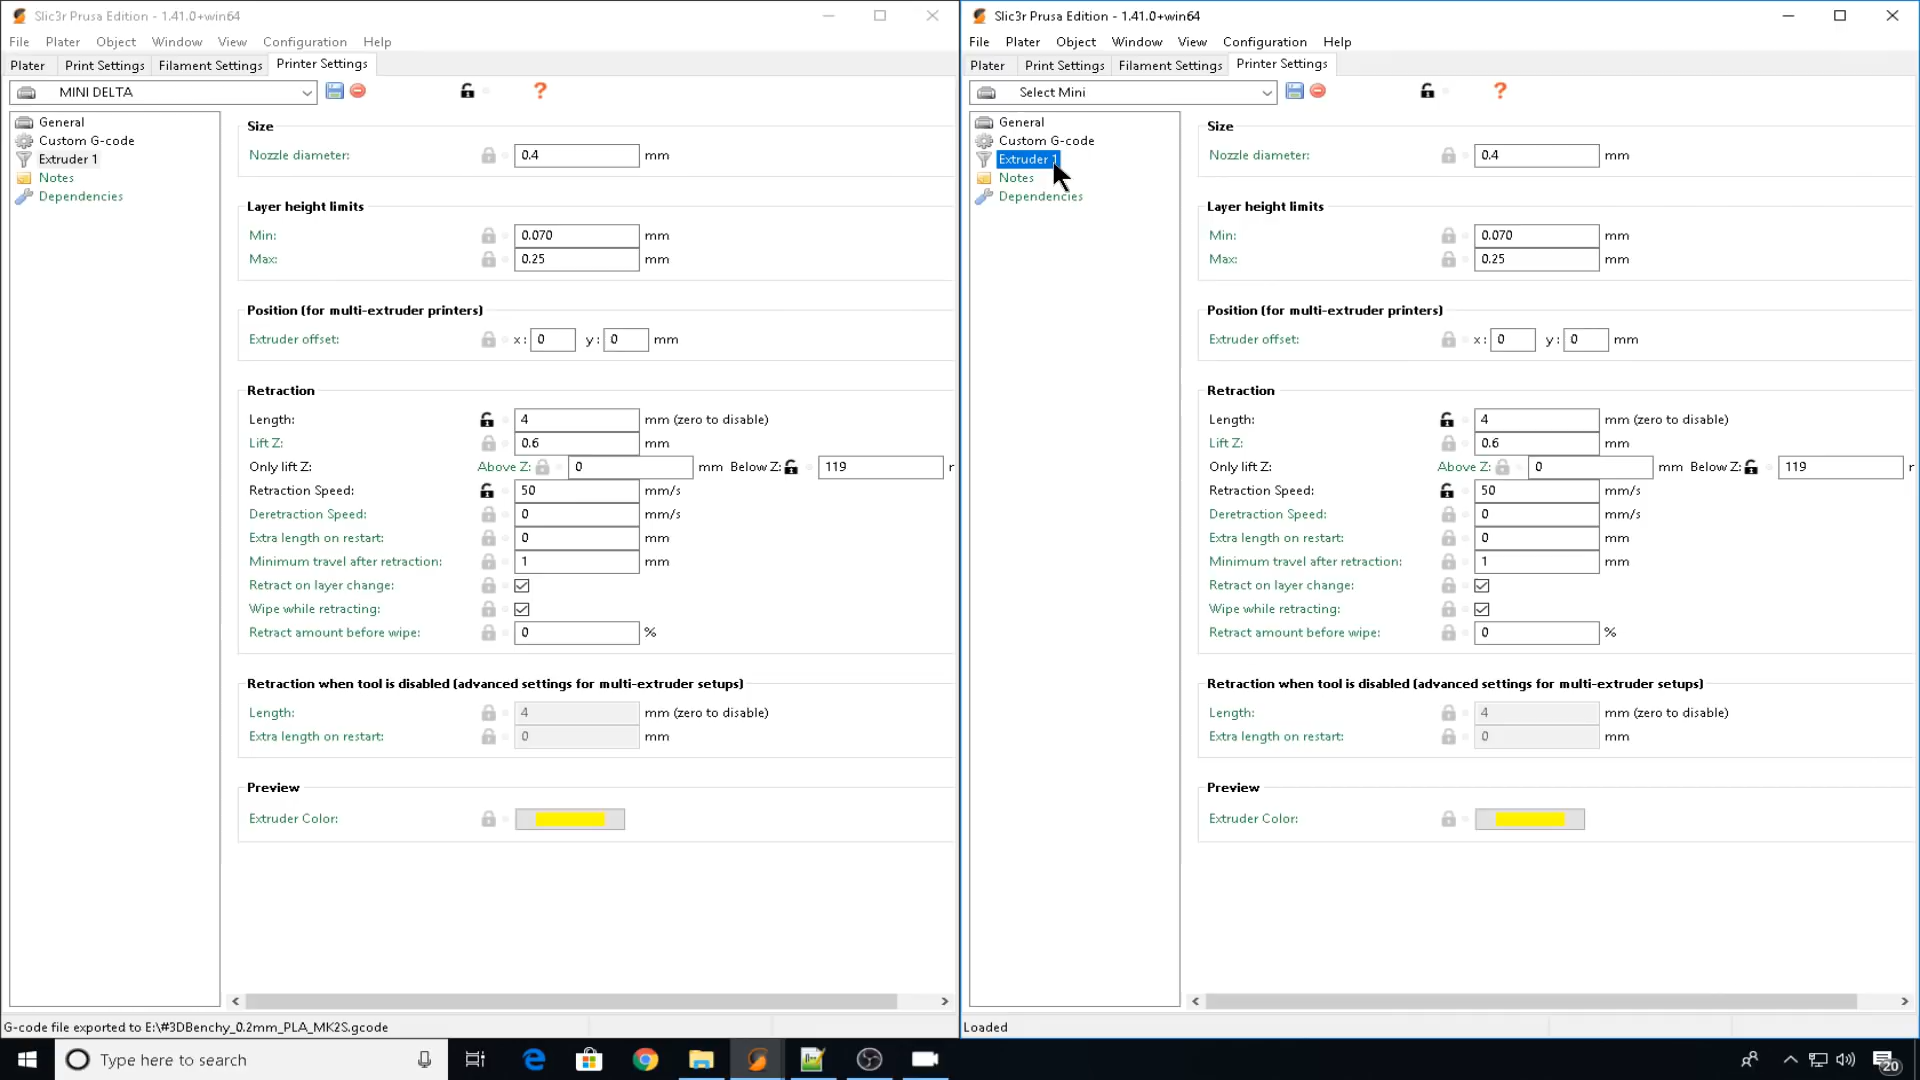 Slic3r Prusa Edition - 1.41.0+win64
File Plater Object Window View Configuration Help
Plater Print Settings Filament Settings Printer Settings
MINI DELTA
?
General
Custom G-code
Extruder 1
Notes
Dependencies
Size
Nozzle diameter: 0.4 mm
Layer height limits
Min: 0.070 mm
Max: 0.25 mm
Position (for multi-extruder printers)
Extruder offset: x: 0 y: 0 mm
Retraction
Length: 4 mm (zero to disable)
Lift Z: 0.6 mm
Only lift Z: Above Z: 0 mm Below Z: 119
Retraction Speed: 50 mm/s
Deretraction Speed: 0 mm/s
Extra length on restart: 0 mm
Minimum travel after retraction: 1 mm
Retract on layer change:
Wipe while retracting:
Retract amount before wipe: 0 %
Retraction when tool is disabled (advanced settings for multi-extruder setups)
Length: 4 mm (zero to disable)
Extra length on restart: 0 mm
Preview
Extruder Color:
G-code file exported to E:\#3DBenchy_0.2mm_PLA_MK2S.gcode
Slic3r Prusa Edition - 1.41.0+win64
File Plater Object Window View Configuration Help
Plater Print Settings Filament Settings Printer Settings
Select Mini
?
General
Custom G-code
Extruder 1
Notes
Dependencies
Size
Nozzle diameter: 0.4 mm
Layer height limits
Min: 0.070 mm
Max: 0.25 mm
Position (for multi-extruder printers)
Extruder offset: x: 0 y: 0 mm
Retraction
Length: 4 mm (zero to disable)
Lift Z: 0.6 mm
Only lift Z: Above Z: 0 mm Below Z: 119
Retraction Speed: 50 mm/s
Deretraction Speed: 0 mm/s
Extra length on restart: 0 mm
Minimum travel after retraction: 1 mm
Retract on layer change:
Wipe while retracting:
Retract amount before wipe: 0 %
Retraction when tool is disabled (advanced settings for multi-extruder setups)
Length: 4 mm (zero to disable)
Extra length on restart: 0 mm
Preview
Extruder Color:
Loaded
Type here to search
20